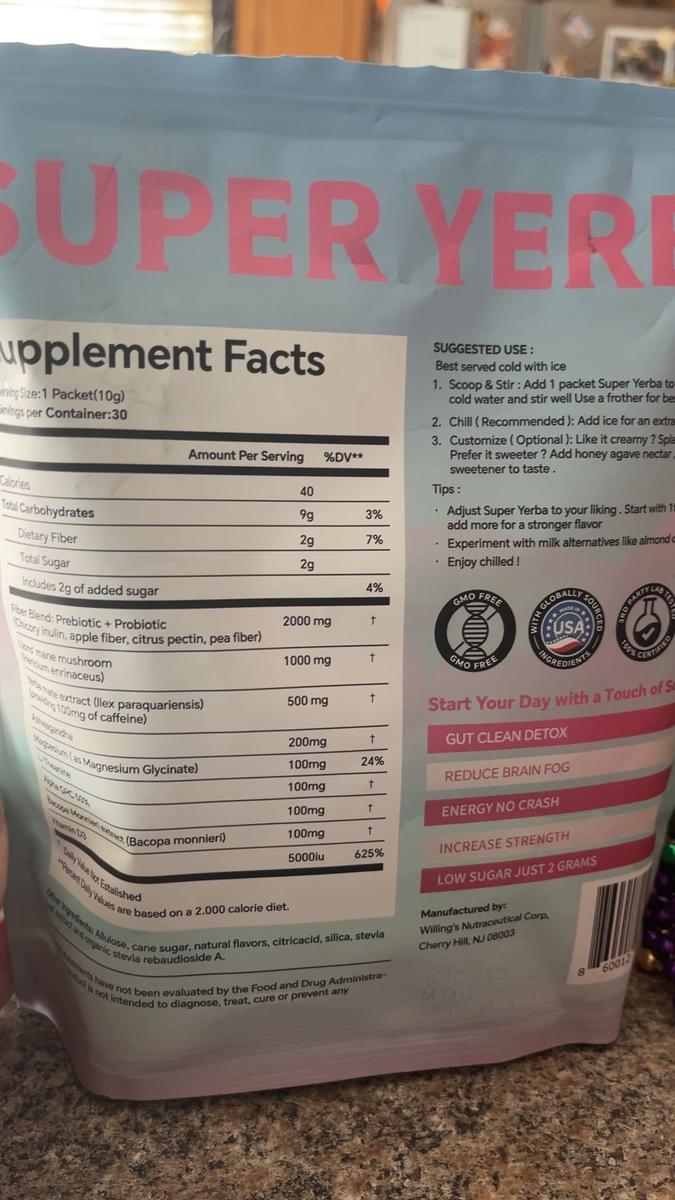 SUPER YERB
upplement Facts
erving Size:1 Packet(10g)
ervings per Container:30
Amount Per Serving %DV**
Calories 40
Total Carbohydrates 9g 3%
Dietary Fiber 2g 7%
Total Sugar 2g
Includes 2g of added sugar 4%
Fiber Blend: Prebiotic + Probiotic 2000 mg †
(Chicory inulin, apple fiber, citrus pectin, pea fiber)
Lions' mane mushroom 1000 mg †
(hericium enrinaceus)
Yerba mate extract (Ilex paraquariensis) 500 mg †
(providing 100mg of caffeine)
Ashwagandha 200mg †
Magnesium ( as Magnesium Glycinate) 100mg 24%
L-Theanine 100mg †
Alpha GPC 50% 100mg †
Bacopa Monnieri extract (Bacopa monnieri) 100mg †
Vitamin D3 5000iu 625%
† Daily Value Not Estalished
**Percent Daily Values are based on a 2.000 calorie diet.
Other Ingredients: Allulose, cane sugar, natural flavors, citricacid, silica, stevia
extract and organic stevia rebaudioside A.
have not been evaluated by the Food and Drug Administra-
is not intended to diagnose, treat, cure or prevent any
SUGGESTED USE :
Best served cold with ice
1. Scoop & Stir : Add 1 packet Super Yerba to
cold water and stir well Use a frother for be
2. Chill ( Recommended ): Add ice for an extra
3. Customize ( Optional ): Like it creamy ? Spla
Prefer it sweeter ? Add honey agave nectar
sweetener to taste .
Tips :
· Adjust Super Yerba to your liking . Start with 1
add more for a stronger flavor
· Experiment with milk alternatives like almond
· Enjoy chilled !
GMO FREE
GMO FREE
WITH GLOBALLY SOURCED
MADE IN
USA
INGREDIENTS
3RD PARTY LAB TESTED
100% CERTIFIED
Start Your Day with a Touch of S
GUT CLEAN DETOX
REDUCE BRAIN FOG
ENERGY NO CRASH
INCREASE STRENGTH
LOW SUGAR JUST 2 GRAMS
Manufactured by:
Willing's Nutraceutical Corp,
Cherry Hill, NJ 08003
8 60012